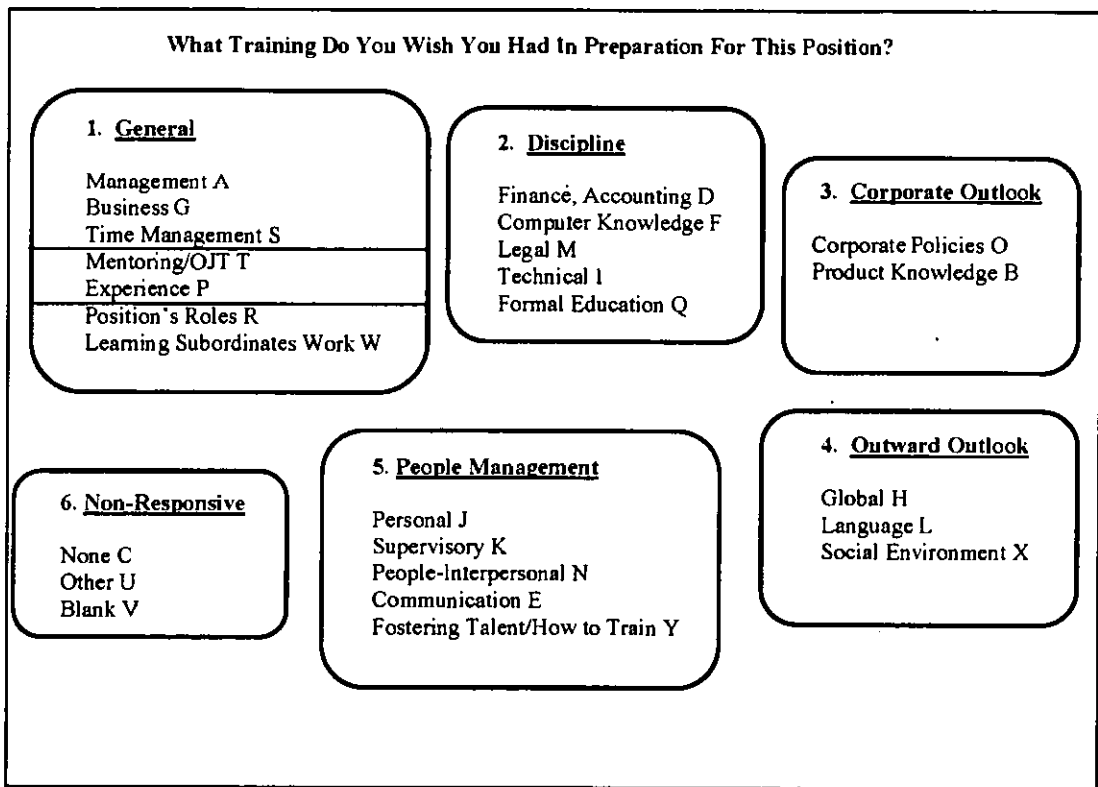 What Training Do You Wish You Had In Preparation For This Position?
1. General
Management A
Business G
Time Management S
Mentoring/OJT T
Experience P
Position's Roles R
Learning Subordinates Work W
2. Discipline
Finance, Accounting D
Computer Knowledge F
Legal M
Technical I
Formal Education Q
3. Corporate Outlook
Corporate Policies O
Product Knowledge B
4. Outward Outlook
Global H
Language L
Social Environment X
5. People Management
Personal J
Supervisory K
People-Interpersonal N
Communication E
Fostering Talent/How to Train Y
6. Non-Responsive
None C
Other U
Blank V